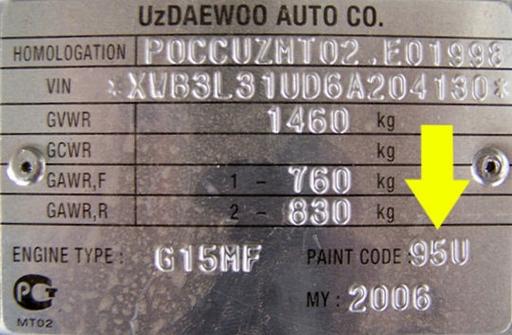 UzDAEWOO AUTO CO.
HOMOLOGATION POCCUZMT02.E01998
VIN *XWB3L31UD6A204130*
GVWR 1460 kg
GCWR kg
GAWR,F 1 - 760 kg
GAWR,R 2 - 830 kg
ENGINE TYPE : G15MF PAINT CODE : 95U
РСТ
MT02 MY : 2006